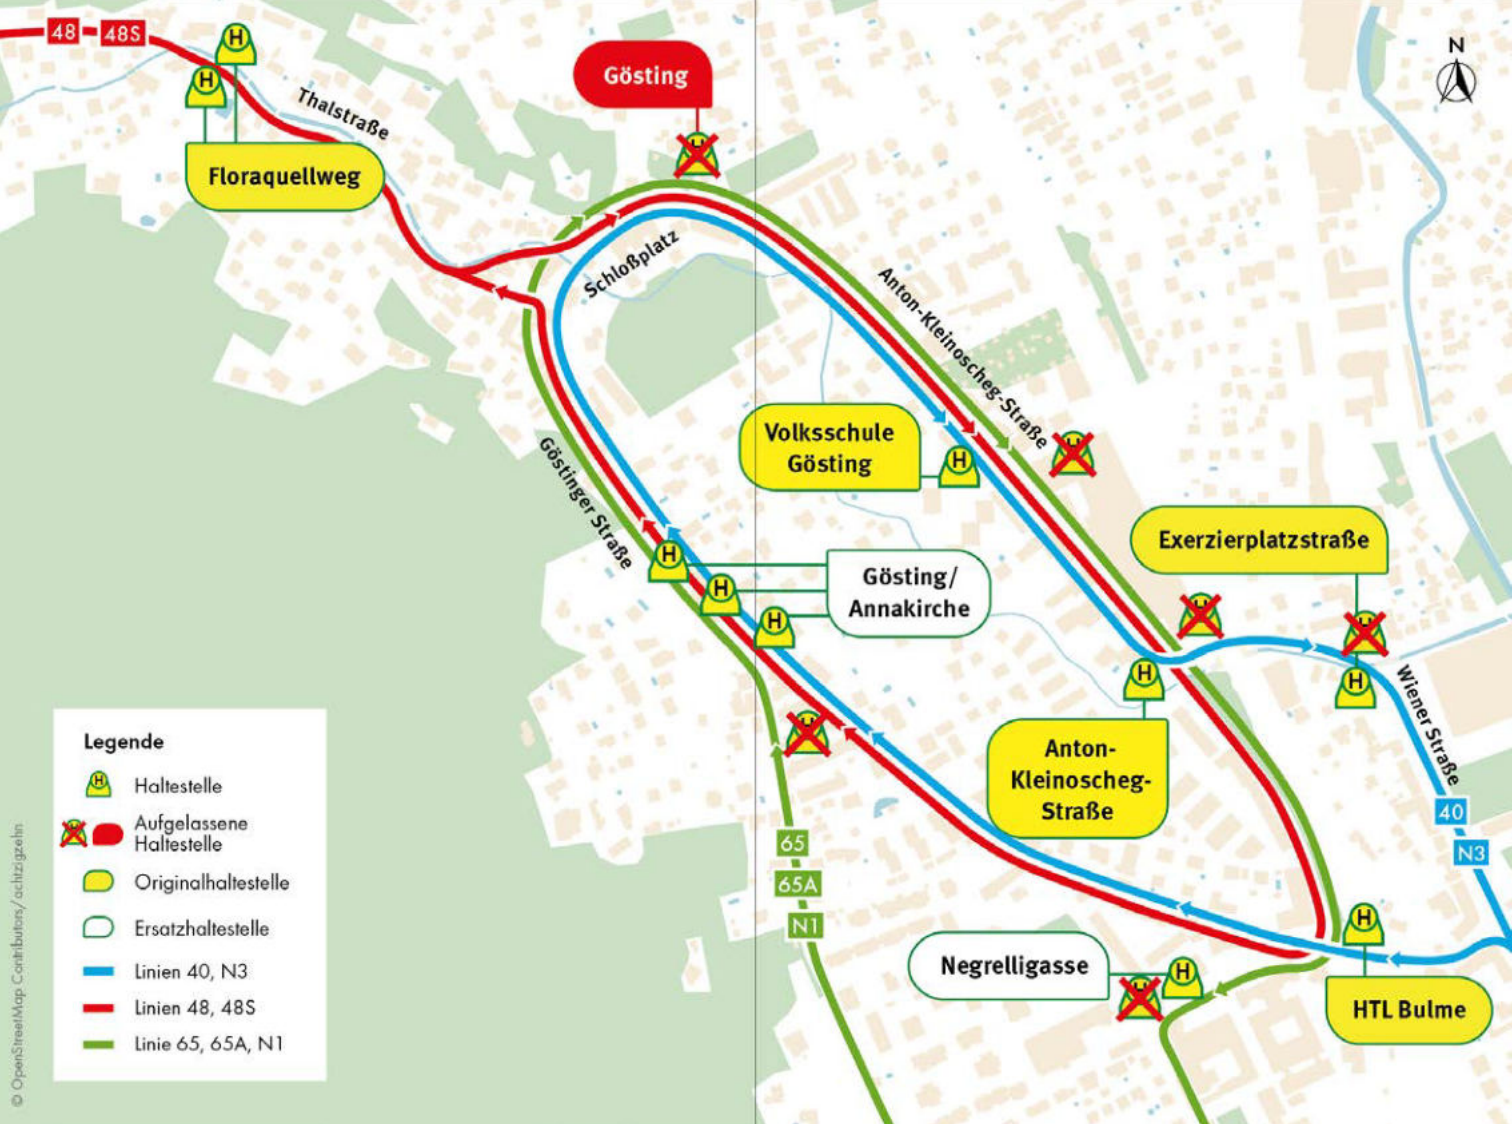 48
48S
H
H
Thalstraße
Floraquellweg
Gösting
N
Schloßplatz
Anton-Kleinoscheg-Straße
Göstinger Straße
Volksschule
Gösting
H
H
Exerzierplatzstraße
H
H
H
H
H
H
Gösting/
Annakirche
H
H
Wiener Straße
Anton-
Kleinoscheg-
Straße
40
N3
65
65A
N1
H
Negrelligasse
H
H
HTL Bulme
Legende
H
Haltestelle
H
Aufgelassene
Haltestelle
Originalhaltestelle
Ersatzhaltestelle
Linien 40, N3
Linien 48, 48S
Linie 65, 65A, N1
© OpenStreetMap Contributors/achtzigzehn